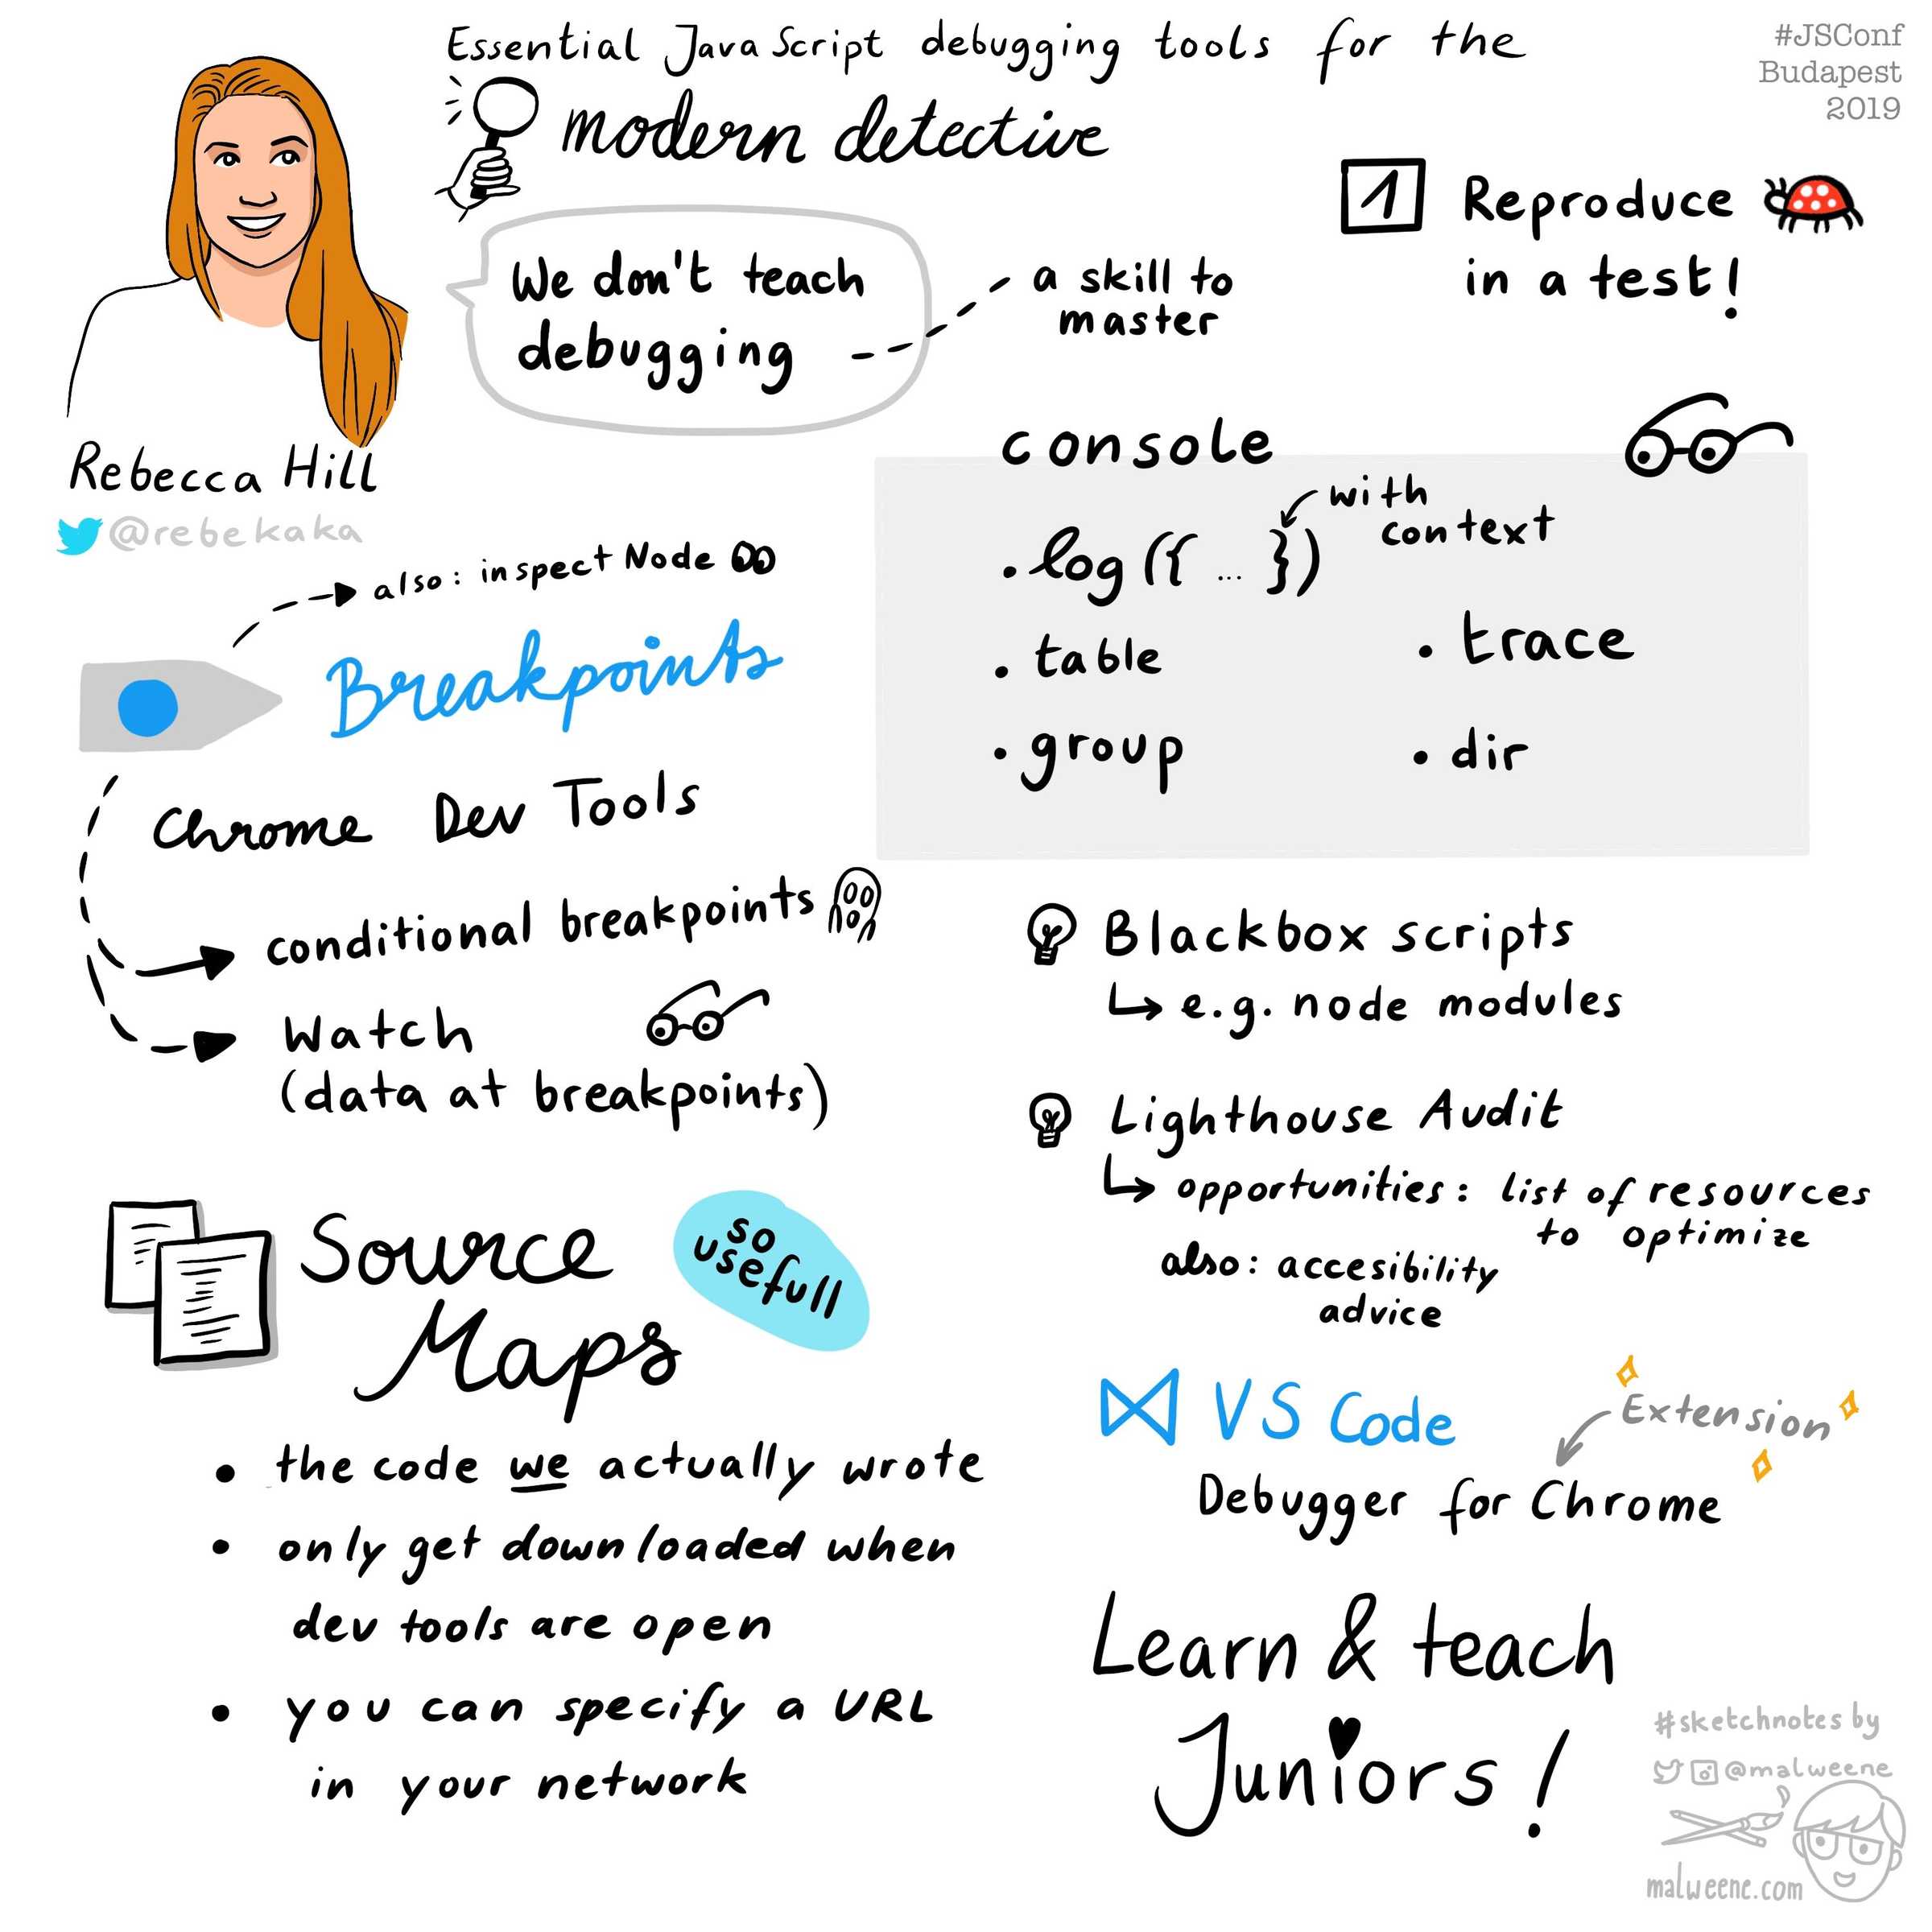 Essential JavaScript debugging tools for the
modern detective
#JSConf
Budapest
2019
We don't teach
debugging
a skill to
master
1 Reproduce
in a test!
Rebecca Hill
@rebekaka
console
with
context
• log ({ ... })
• table
• trace
• group
• dir
also: inspect Node
Breakpoints
Chrome Dev Tools
conditional breakpoints
Watch
(data at breakpoints)
Blackbox scripts
e.g. node modules
Lighthouse Audit
opportunities: list of resources
to optimize
also: accesibility
advice
Source
Maps
so
usefull
• the code we actually wrote
• only get downloaded when
dev tools are open
• you can specify a URL
in your network
VS Code
Extension
Debugger for Chrome
Learn & teach
Juniors!
#sketchnotes by
@malweene
malweene.com